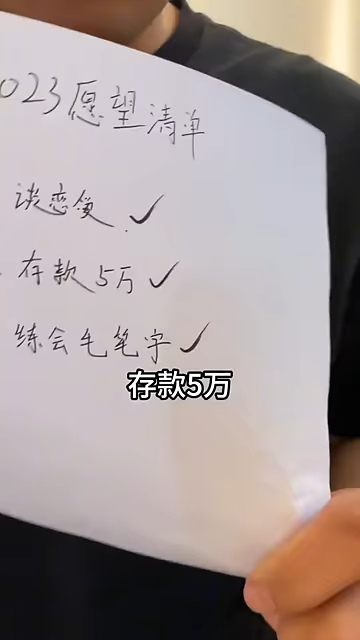 023愿望清单
谈恋爱 ✓
存款5万 ✓
练会毛笔字 ✓
存款5万